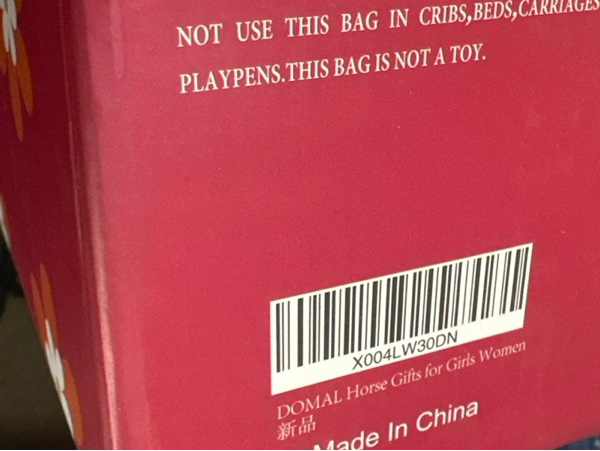 NOT USE THIS BAG IN CRIBS,BEDS,CARRIAGES
PLAYPENS.THIS BAG IS NOT A TOY.
X004LW30DN
DOMAL Horse Gifts for Girls Women
新品
Made In China